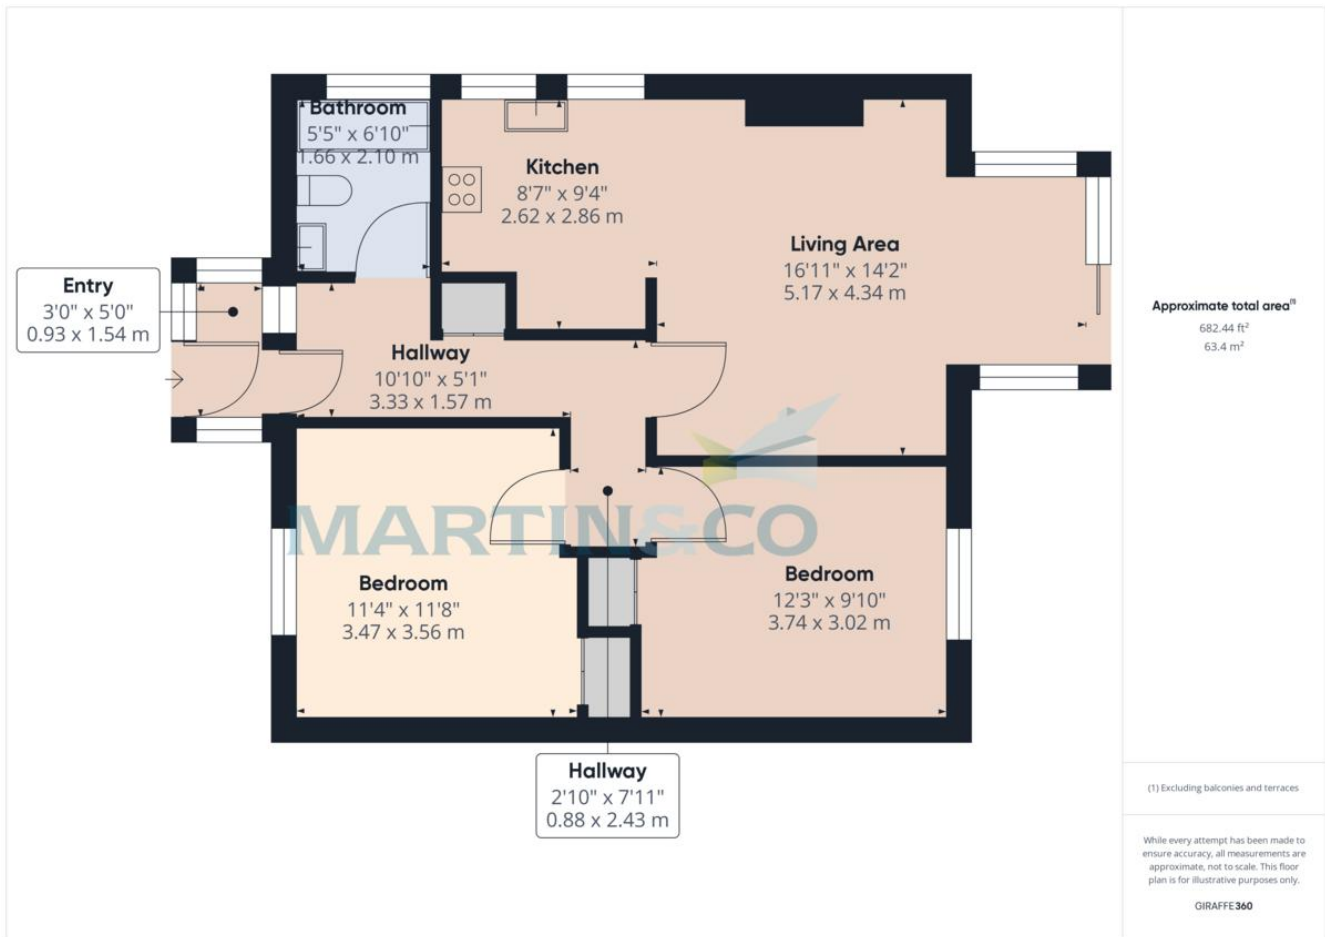 Bathroom
5'5" x 6'10"
1.66 x 2.10 m
Kitchen
8'7" x 9'4"
2.62 x 2.86 m
Living Area
16'11" x 14'2"
5.17 x 4.34 m
Entry
3'0" x 5'0"
0.93 x 1.54 m
Hallway
10'10" x 5'1"
3.33 x 1.57 m
MARTIN&CO
Bedroom
11'4" x 11'8"
3.47 x 3.56 m
Bedroom
12'3" x 9'10"
3.74 x 3.02 m
Hallway
2'10" x 7'11"
0.88 x 2.43 m
Approximate total area(1)
682.44 ft²
63.4 m²
(1) Excluding balconies and terraces
While every attempt has been made to
ensure accuracy, all measurements are
approximate, not to scale. This floor
plan is for illustrative purposes only.
GIRAFFE360